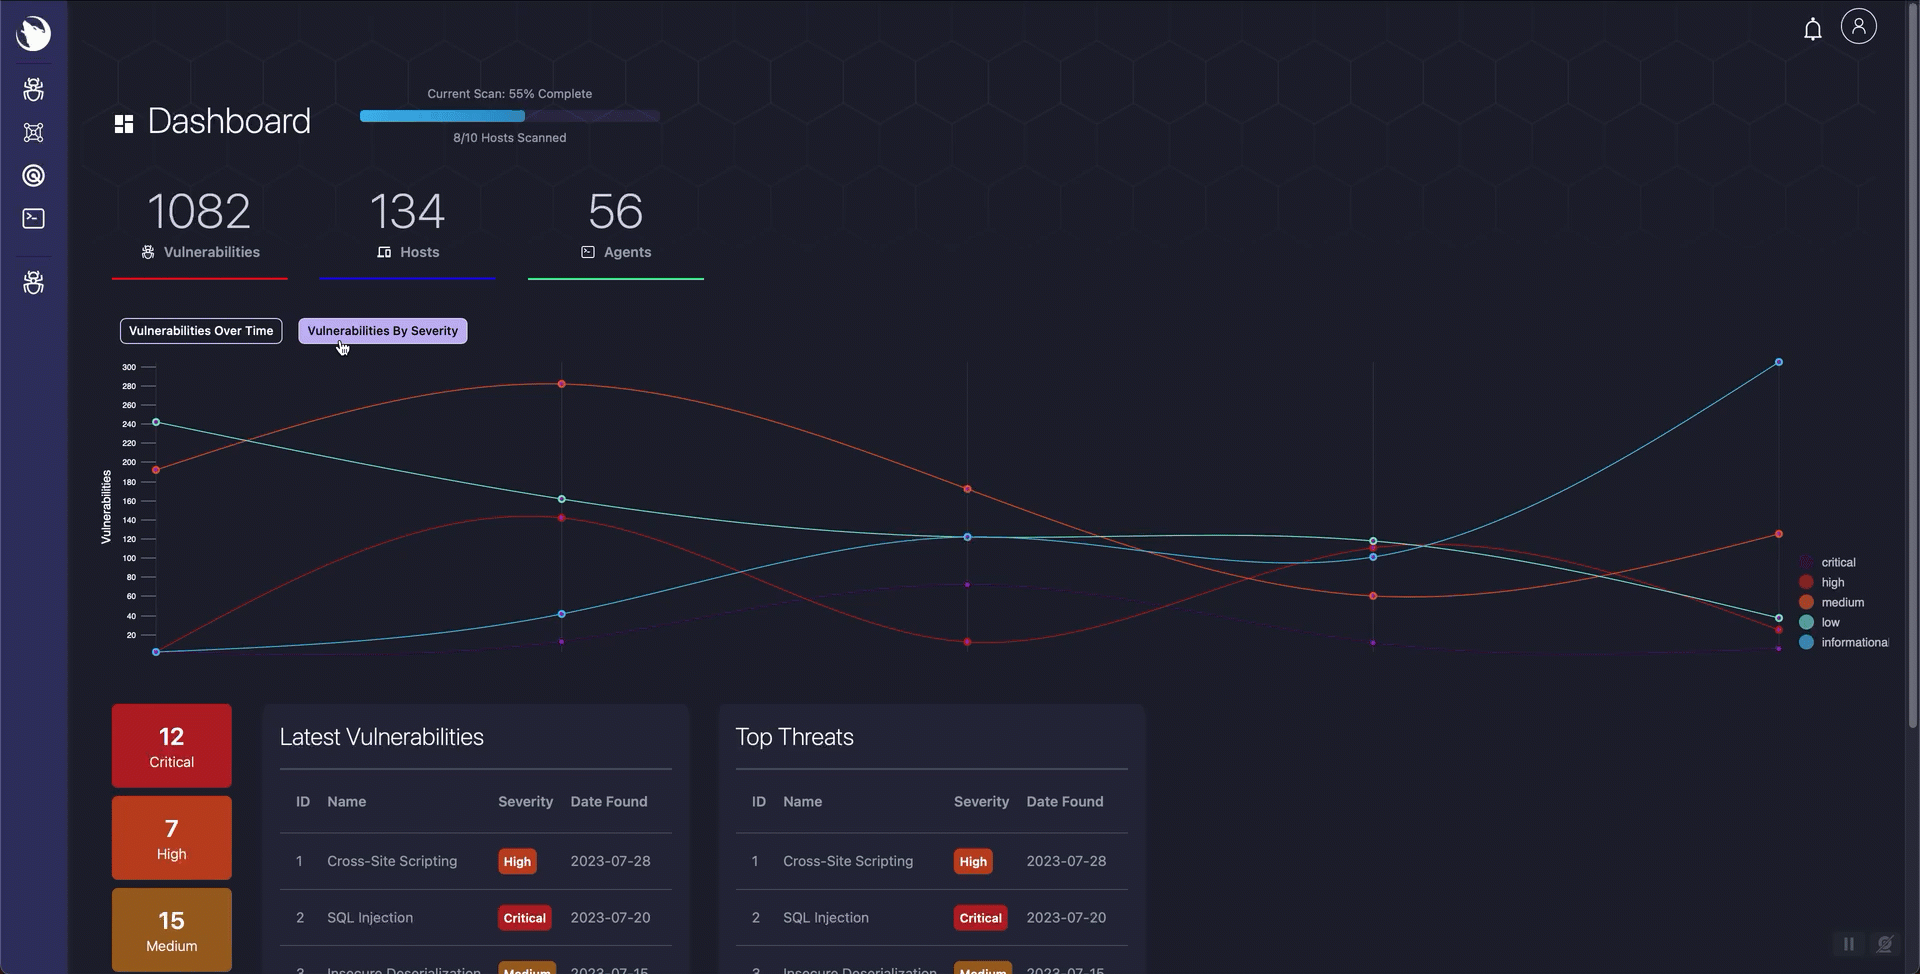 Current Scan: 55% Complete
Dashboard
8/10 Hosts Scanned
1082 134 56
Vulnerabilities Hosts Agents
Vulnerabilities Over Time Vulnerabilities By Severity
300
280
260
240
220
200
180
160
140
120
100
80
60
40
20
Vulnerabilities
critical
high
medium
low
informational
12
Critical
7
High
15
Medium
Latest Vulnerabilities
ID Name Severity Date Found
1 Cross-Site Scripting High 2023-07-28
2 SQL Injection Critical 2023-07-20
3 Insecure Deserialization Medium 2023-07-15
Top Threats
ID Name Severity Date Found
1 Cross-Site Scripting High 2023-07-28
2 SQL Injection Critical 2023-07-20
3 Insecure Deserialization Medium 2023-07-15